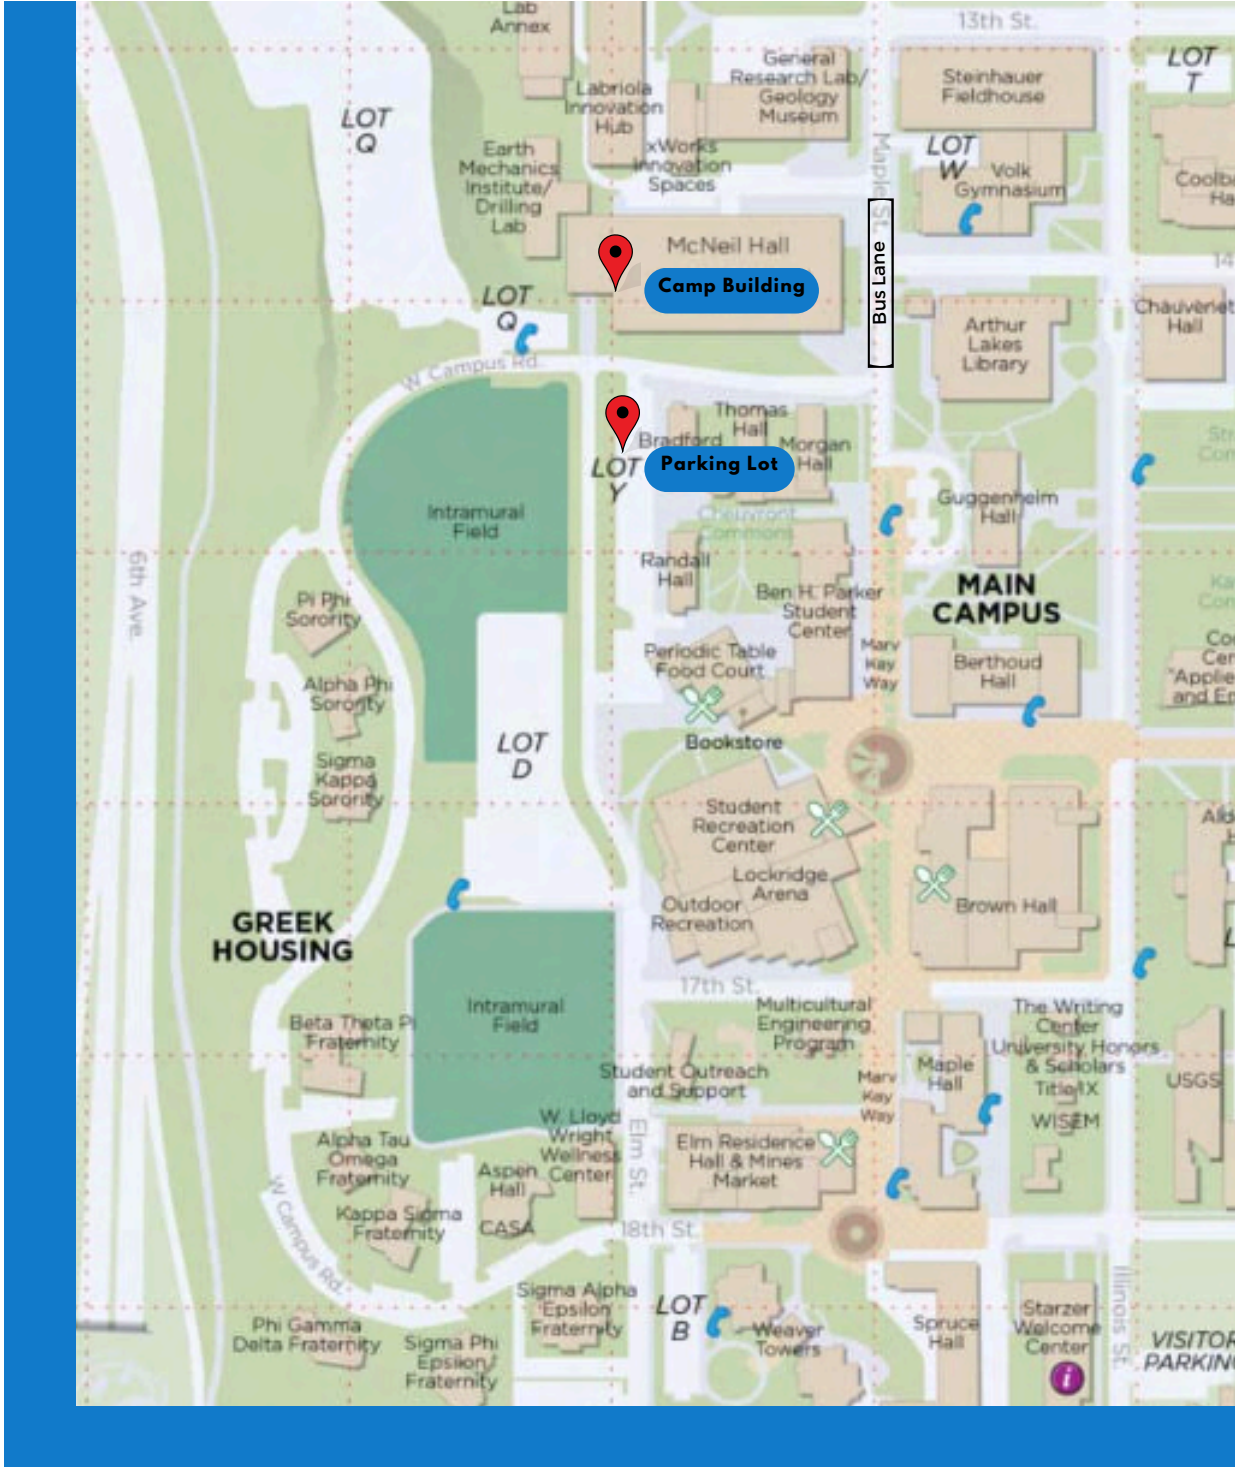 Lab
Annex
13th St.
General
Research Lab/
Geology
Museum
Steinhauer
Fieldhouse
LOT
T
Labriola
Innovation
Hub
LOT
Q
Earth
Mechanics
Institute/
Drilling
Lab
xWorks
Innovation
Spaces
Maple St.
LOT
W
Volk
Gymnasium
McNeil Hall
Camp Building
Bus Lane
14
LOT
Q
Chauvenet
Hall
Arthur
Lakes
Library
W Campus Rd.
Thomas
Hall
Bradford
Morgan
Hall
Parking Lot
LOT
Y
Intramural
Field
Cheuvront
Commons
Guggenheim
Hall
6th Ave.
Randall
Hall
MAIN
CAMPUS
Pi Phi
Sorority
Ben H. Parker
Student
Center
Periodic Table
Food Court
Marv
Kay
Way
Berthoud
Hall
"Applied
and En
Alpha Phi
Sorority
LOT
D
Bookstore
Sigma
Kappa
Sorority
Student
Recreation
Center
Lockridge
Arena
Outdoor
Recreation
Brown Hall
GREEK
HOUSING
17th St.
Intramural
Field
Multicultural
Engineering
Program
The Writing
Center
University Honors
& Scholars
Title IX
WISEM
Beta Theta Pi
Fraternity
Student Outreach
and Support
Marv
Kay
Way
Maple
Hall
USGS
W. Lloyd
Wright
Wellness
Center
Elm St.
Elm Residence
Hall & Mines
Market
Alpha Tau
Omega
Fraternity
Aspen
Hall
CASA
Kappa Sigma
Fraternity
W Campus Rd.
18th St.
Sigma Alpha
Epsilon
Fraternity
LOT
B
Weaver
Towers
Spruce
Hall
Starzer
Welcome
Center
i
Illinois St.
VISITOR
PARKING
Phi Gamma
Delta Fraternity
Sigma Phi
Epsilon
Fraternity